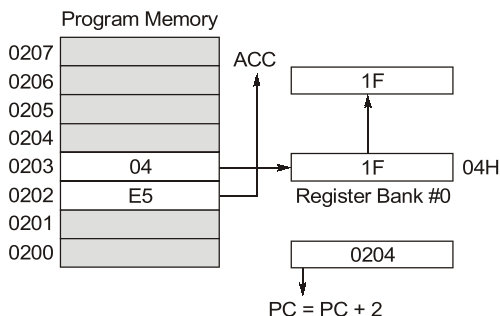 Program Memory
0207
ACC
0206
1F
0205
0204
0203
04
1F
04H
0202
E5
Register Bank #0
0201
0200
0204
PC = PC + 2